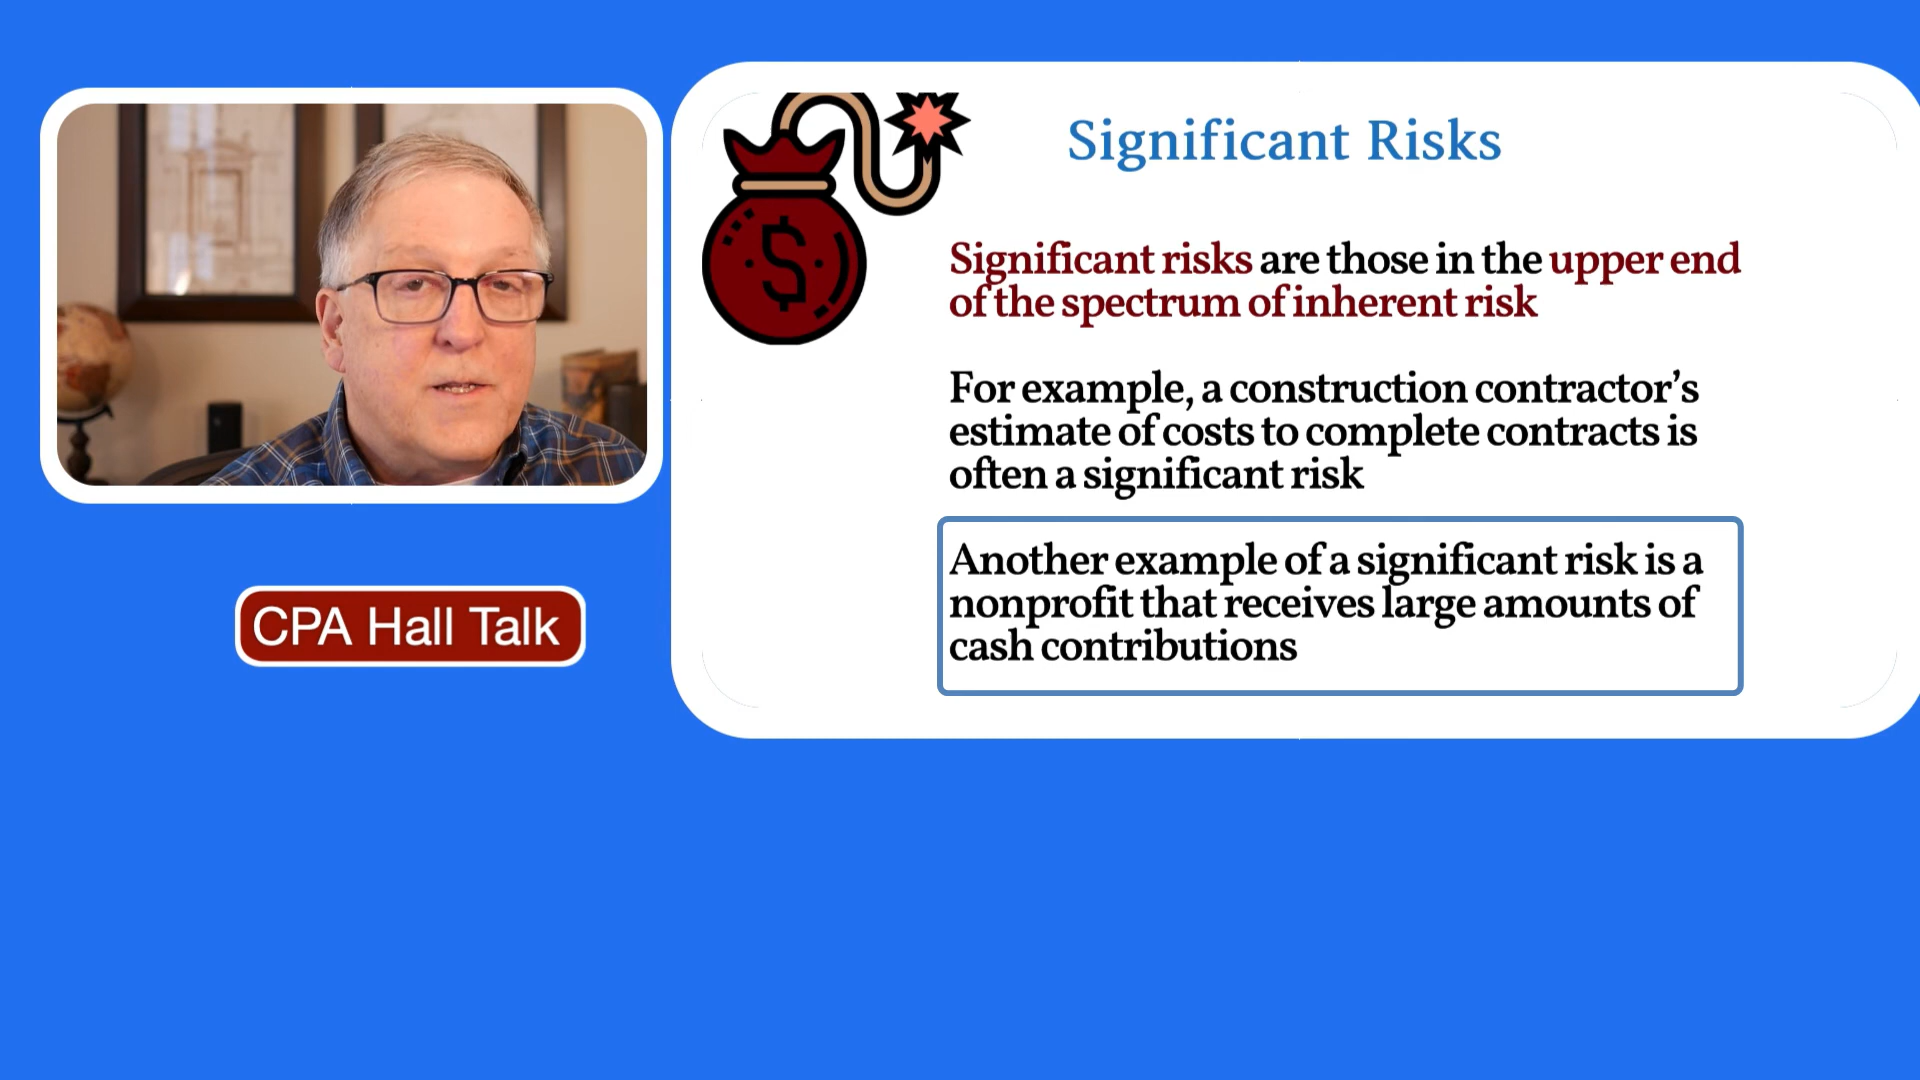 Significant Risks
Significant risks are those in the upper end
of the spectrum of inherent risk
For example, a construction contractor’s
estimate of costs to complete contracts is
often a significant risk
Another example of a significant risk is a
nonprofit that receives large amounts of
cash contributions
$
CPA Hall Talk